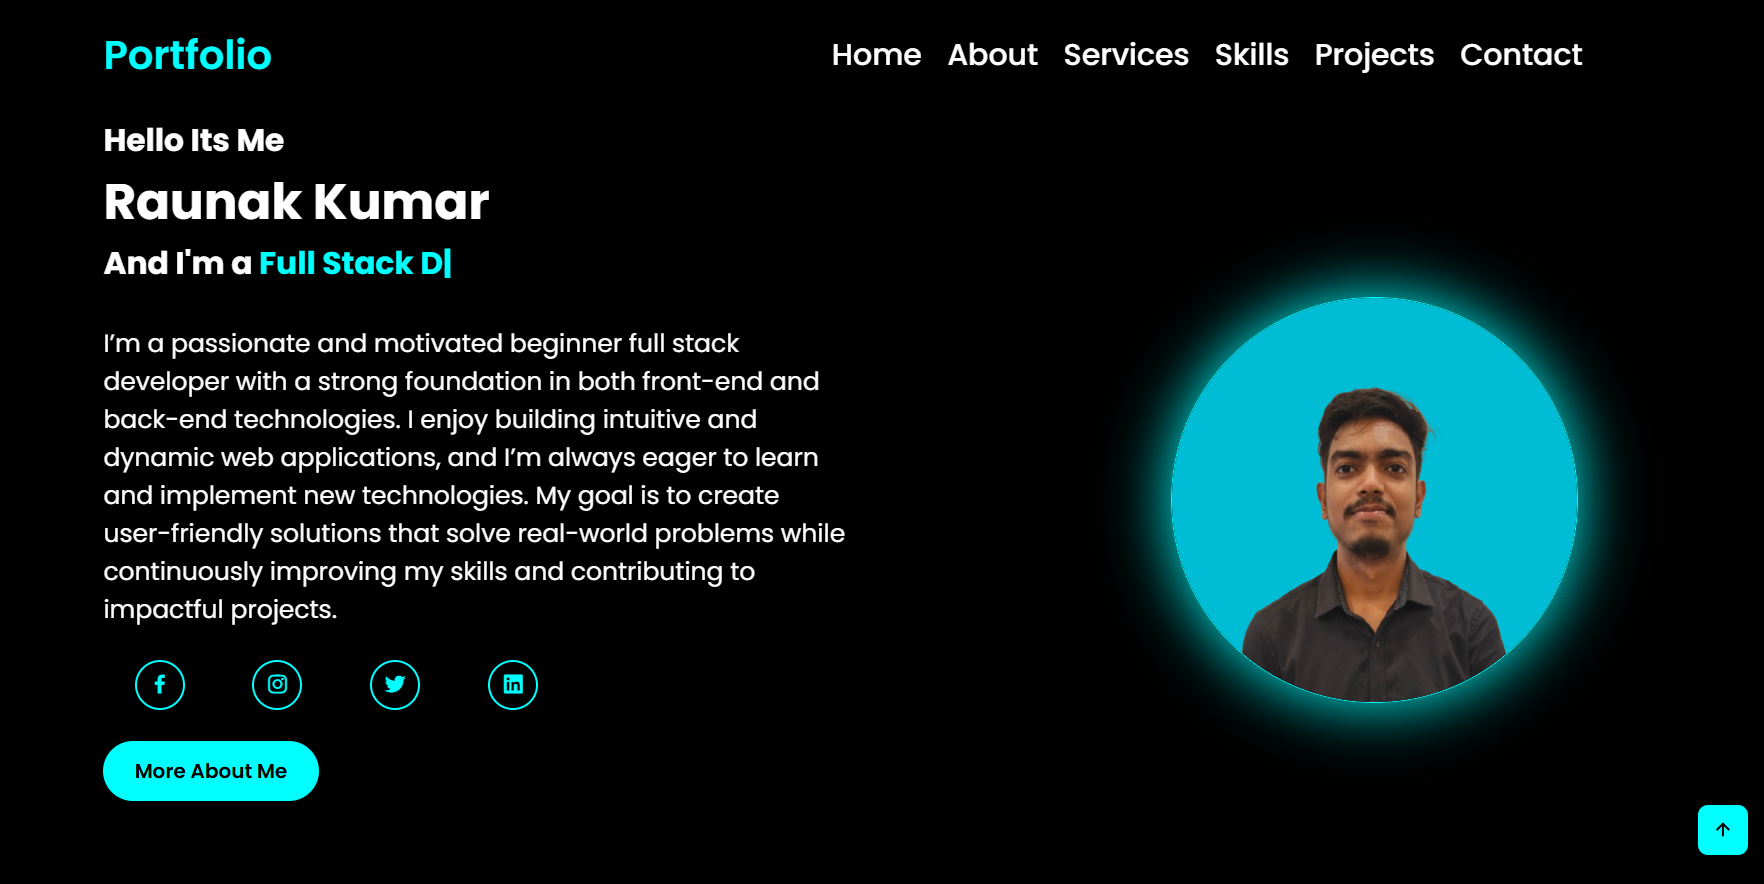 Portfolio
Home About Services Skills Projects Contact
Hello Its Me
Raunak Kumar
And I'm a Full Stack D|
I’m a passionate and motivated beginner full stack
developer with a strong foundation in both front-end and
back-end technologies. I enjoy building intuitive and
dynamic web applications, and I’m always eager to learn
and implement new technologies. My goal is to create
user-friendly solutions that solve real-world problems while
continuously improving my skills and contributing to
impactful projects.
More About Me